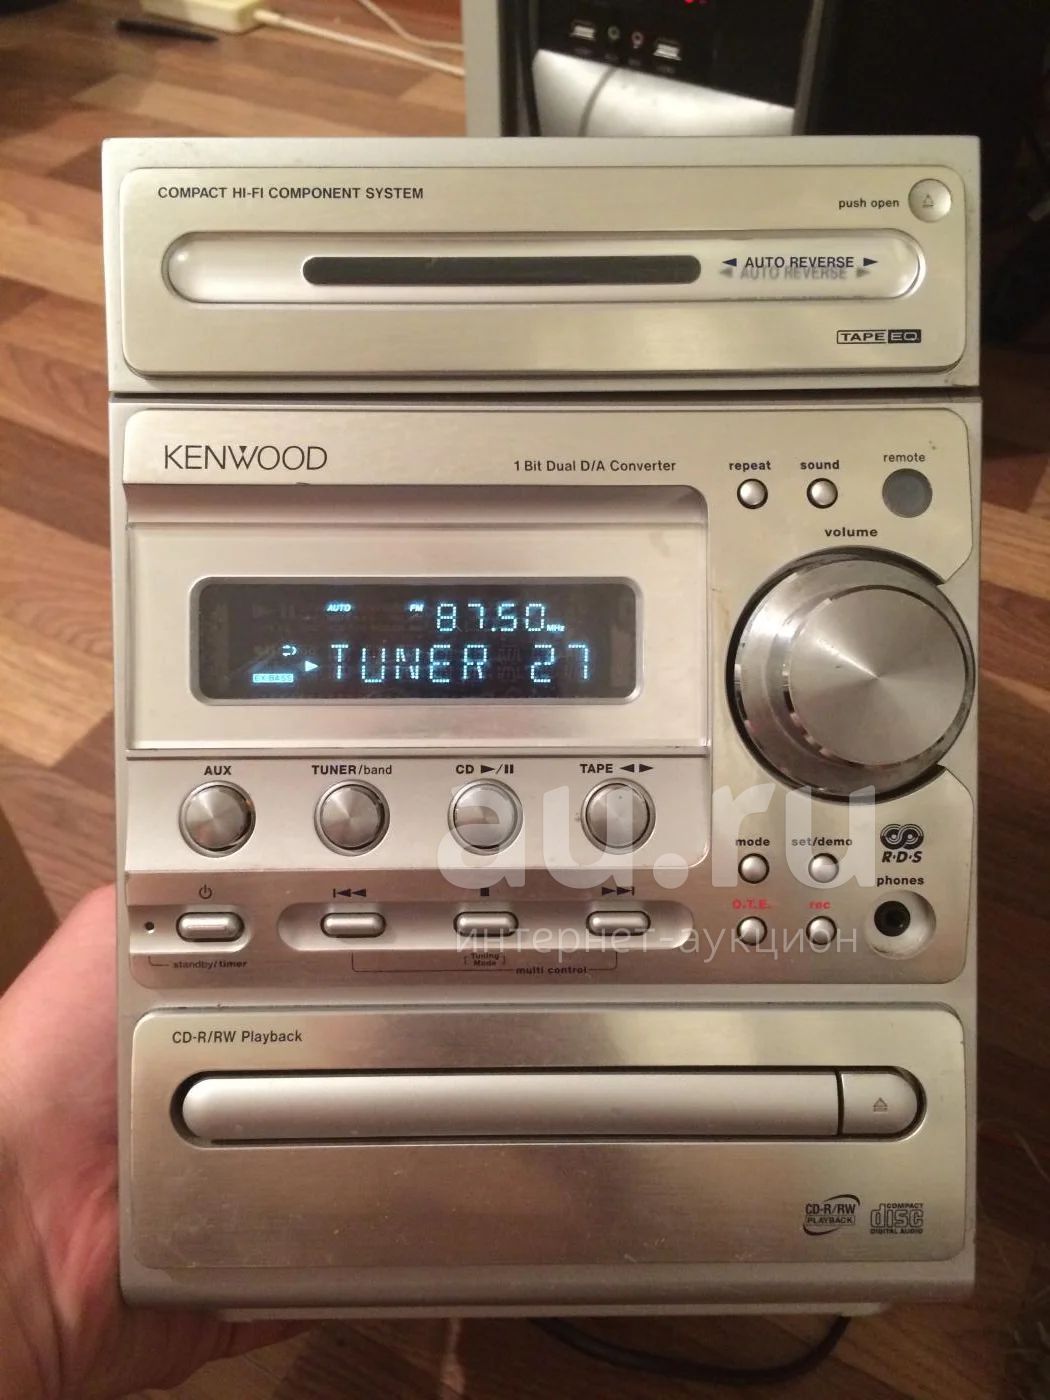 COMPACT HI-FI COMPONENT SYSTEM
push open
◄ AUTO REVERSE ►
TAPE EQ
KENWOOD
1 Bit Dual D/A Converter
repeat
sound
remote
volume
AUTO
FM
87.50 MHz
EX.BASS
TUNER 27
AUX
TUNER/band
CD ►/II
TAPE ◄ ►
au.ru
mode
set/demo
R·D·S
phones
O.T.E.
rec
интернет-аукцион
standby/timer
Tuning
Mode
multi control
CD-R/RW Playback
CD-R/RW
PLAYBACK
COMPACT
disc
DIGITAL AUDIO